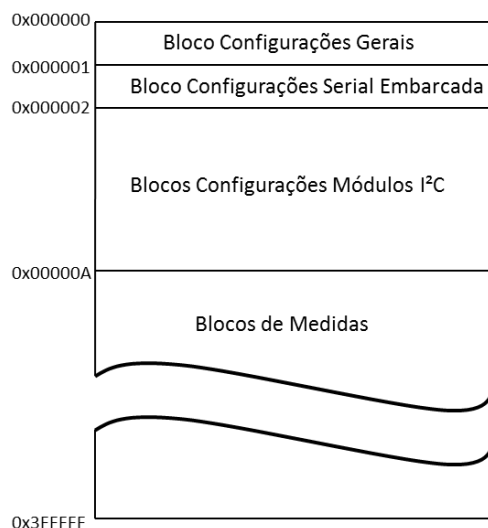 0x000000
Bloco Configurações Gerais
0x000001
Bloco Configurações Serial Embarcada
0x000002
Blocos Configurações Módulos I²C
0x00000A
Blocos de Medidas
0x3FFFFF